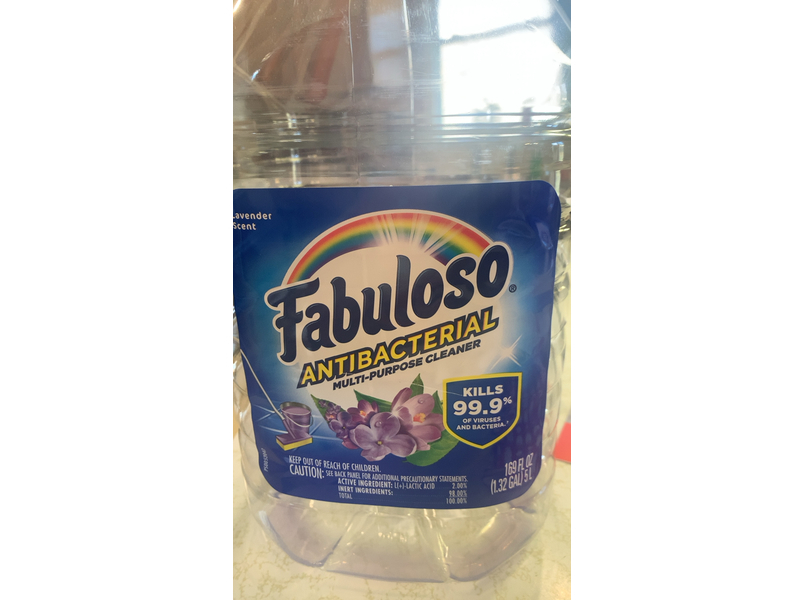 Lavender
Scent
Fabuloso®
ANTIBACTERIAL
MULTI-PURPOSE CLEANER
KILLS
99.9%
OF VIRUSES
AND BACTERIA.
KEEP OUT OF REACH OF CHILDREN.
CAUTION: SEE BACK PANEL FOR ADDITIONAL PRECAUTIONARY STATEMENTS.
ACTIVE INGREDIENT: L(+)-LACTIC ACID 2.00%
INERT INGREDIENTS: 98.00%
TOTAL 100.00%
169 FL OZ
(1.32 GAL) 5 L